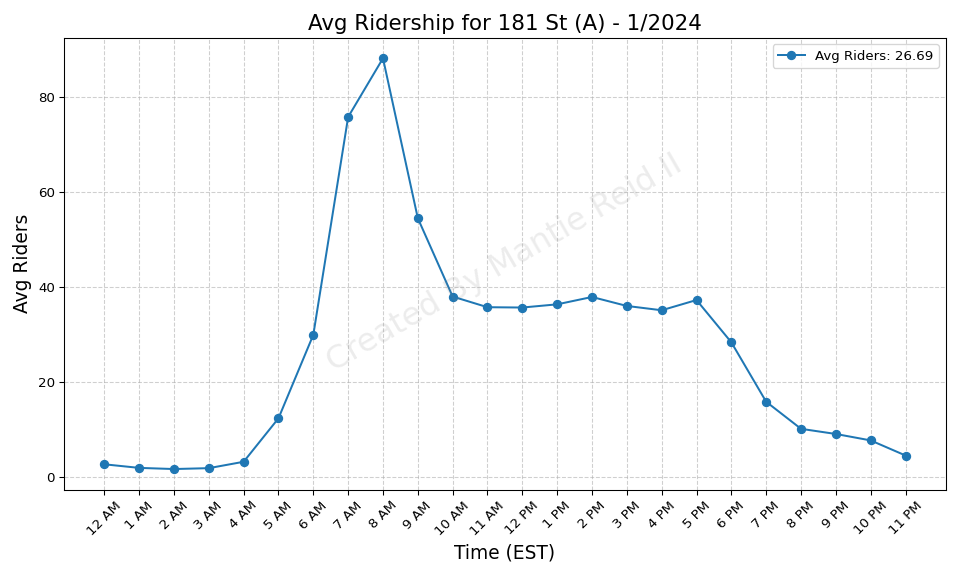 Avg Ridership for 181 St (A) - 1/2024
Avg Riders: 26.69
Avg Riders
80
60
40
20
0
Created By Mantie Reid II
12 AM
1 AM
2 AM
3 AM
4 AM
5 AM
6 AM
7 AM
8 AM
9 AM
10 AM
11 AM
12 PM
1 PM
2 PM
3 PM
4 PM
5 PM
6 PM
7 PM
8 PM
9 PM
10 PM
11 PM
Time (EST)